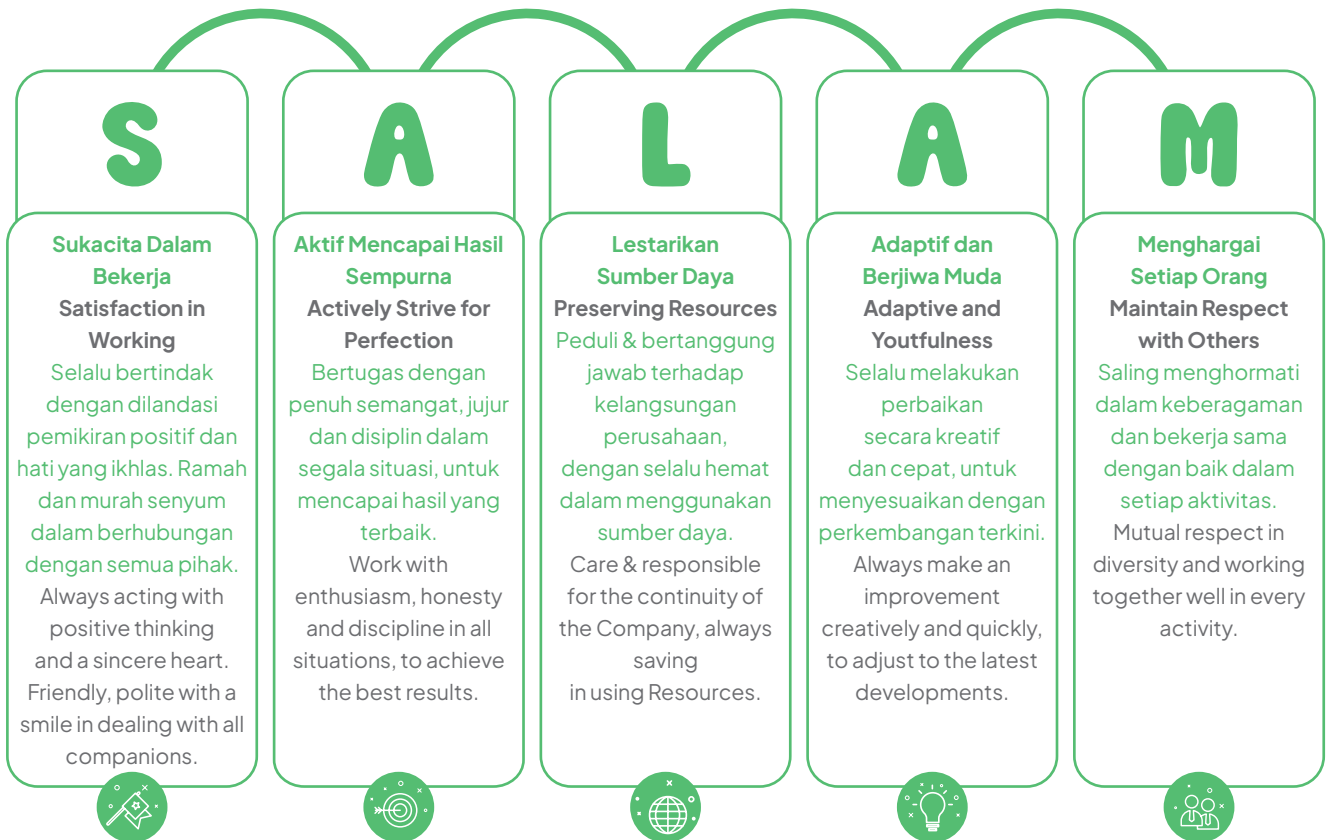 S
Sukacita Dalam
Bekerja
Satisfaction in
Working
Selalu bertindak
dengan dilandasi
pemikiran positif dan
hati yang ikhlas. Ramah
dan murah senyum
dalam berhubungan
dengan semua pihak.
Always acting with
positive thinking
and a sincere heart.
Friendly, polite with a
smile in dealing with all
companions.
A
Aktif Mencapai Hasil
Sempurna
Actively Strive for
Perfection
Bertugas dengan
penuh semangat, jujur
dan disiplin dalam
segala situasi, untuk
mencapai hasil yang
terbaik.
Work with
enthusiasm, honesty
and discipline in all
situations, to achieve
the best results.
L
Lestarikan
Sumber Daya
Preserving Resources
Peduli & bertanggung
jawab terhadap
kelangsungan
perusahaan,
dengan selalu hemat
dalam menggunakan
sumber daya.
Care & responsible
for the continuity of
the Company, always
saving
in using Resources.
A
Adaptif dan
Berjiwa Muda
Adaptive and
Youtfulness
Selalu melakukan
perbaikan
secara kreatif
dan cepat, untuk
menyesuaikan dengan
perkembangan terkini.
Always make an
improvement
creatively and quickly,
to adjust to the latest
developments.
M
Menghargai
Setiap Orang
Maintain Respect
with Others
Saling menghormati
dalam keberagaman
dan bekerja sama
dengan baik dalam
setiap aktivitas.
Mutual respect in
diversity and working
together well in every
activity.